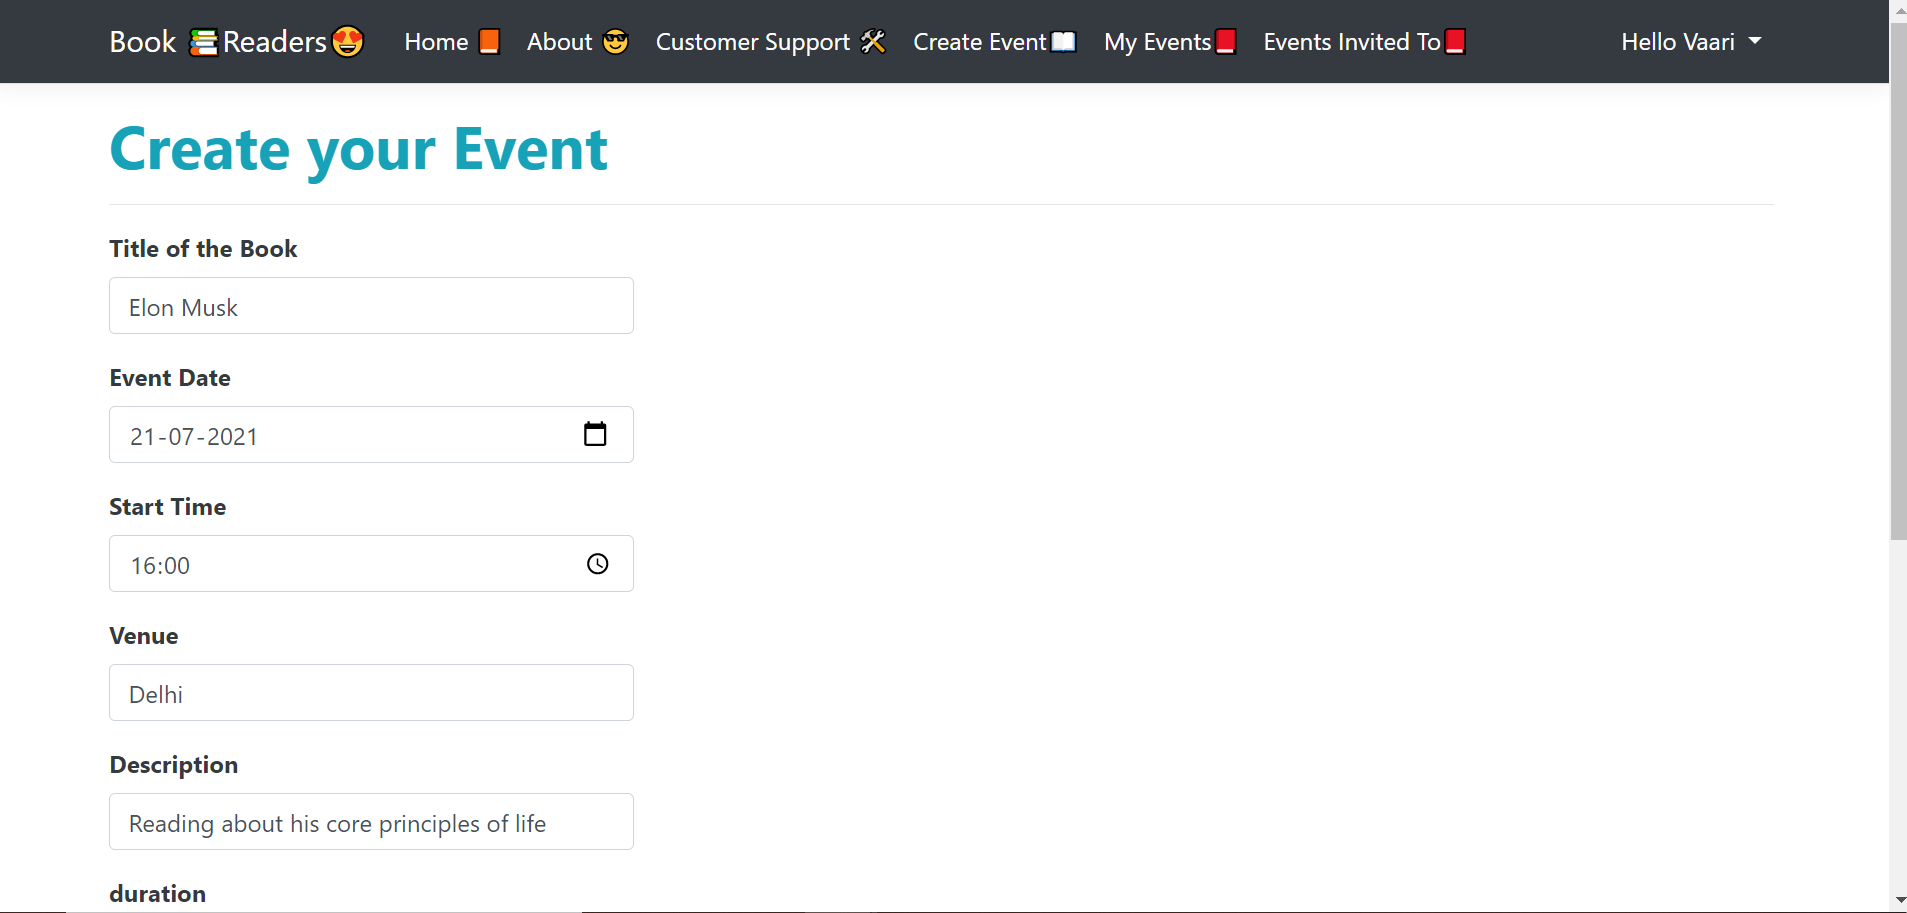 Book 📚Readers😍 Home 📙 About 😎 Customer Support 🛠 Create Event📖 My Events📕 Events Invited To📕 Hello Vaari
Create your Event
Title of the Book
Elon Musk
Event Date
21-07-2021
Start Time
16:00
Venue
Delhi
Description
Reading about his core principles of life
duration